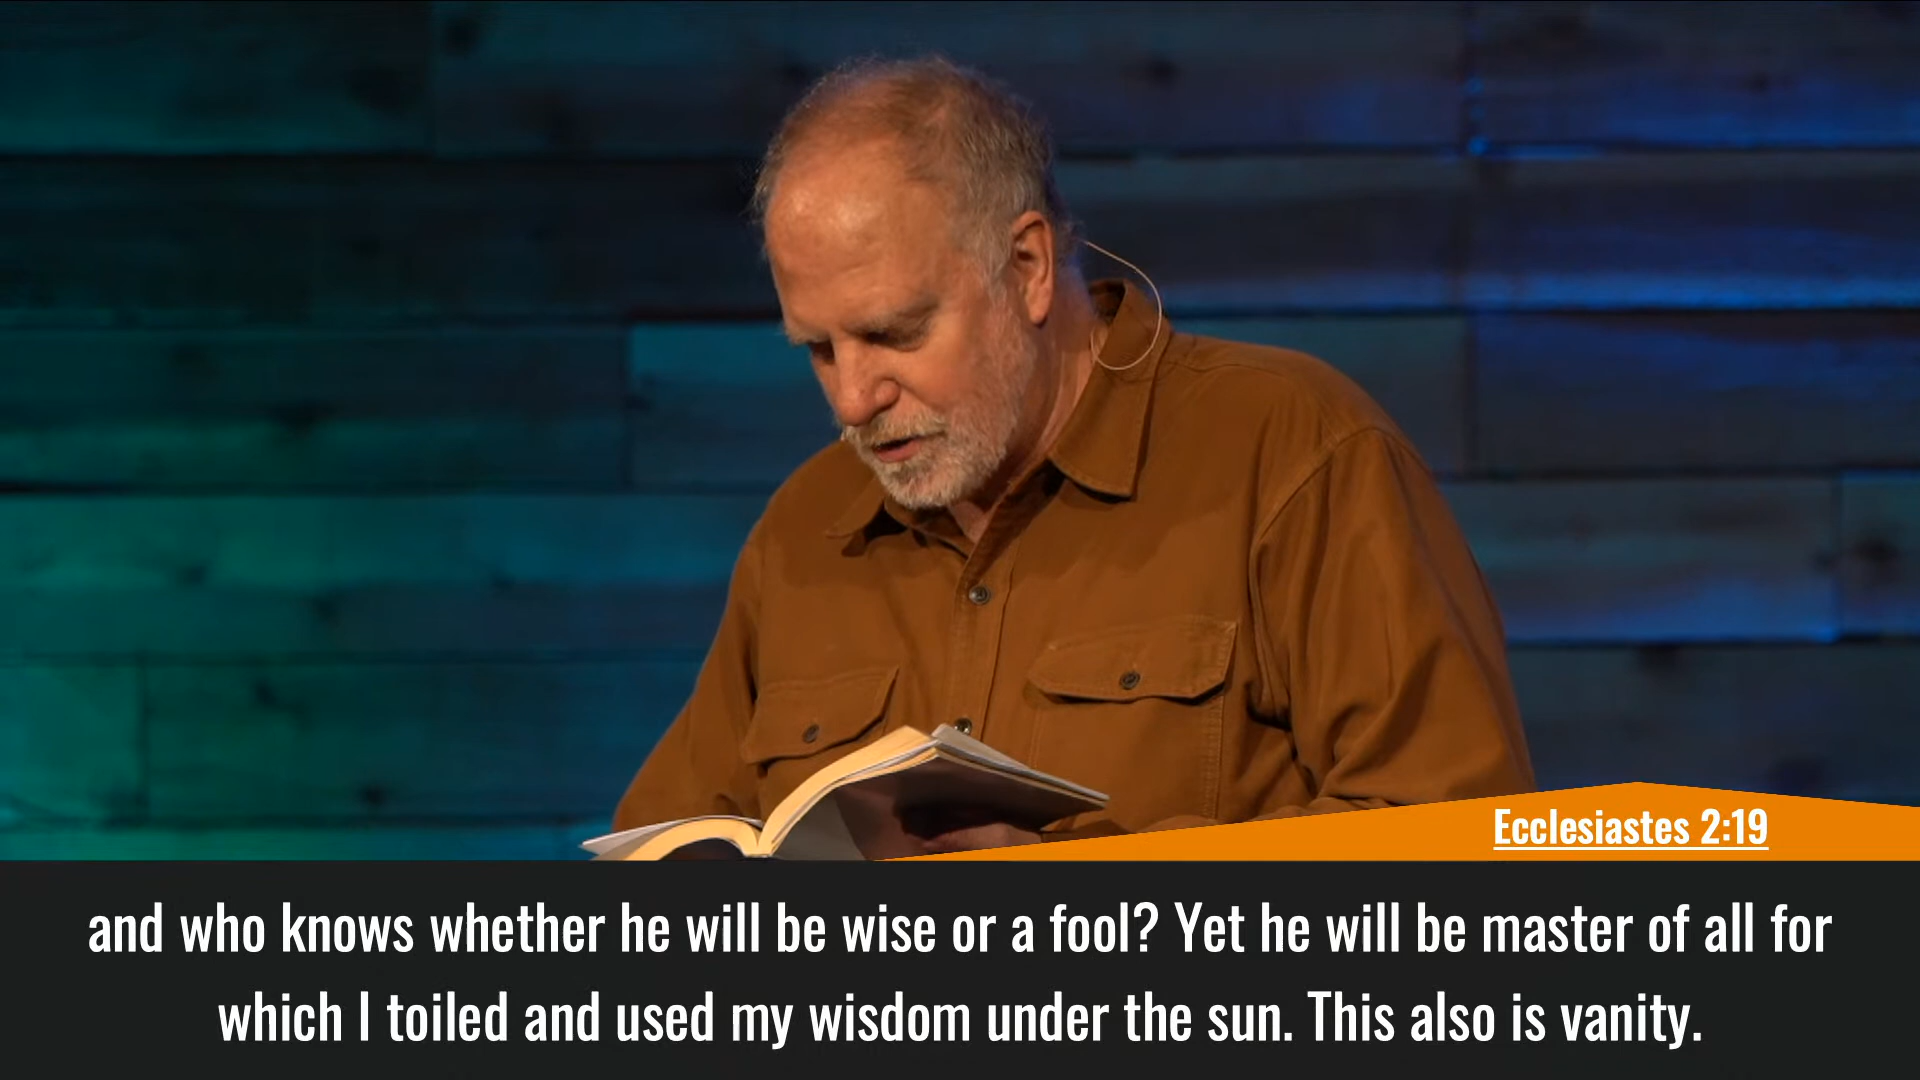 Ecclesiastes 2:19
and who knows whether he will be wise or a fool? Yet he will be master of all for
which I toiled and used my wisdom under the sun. This also is vanity.